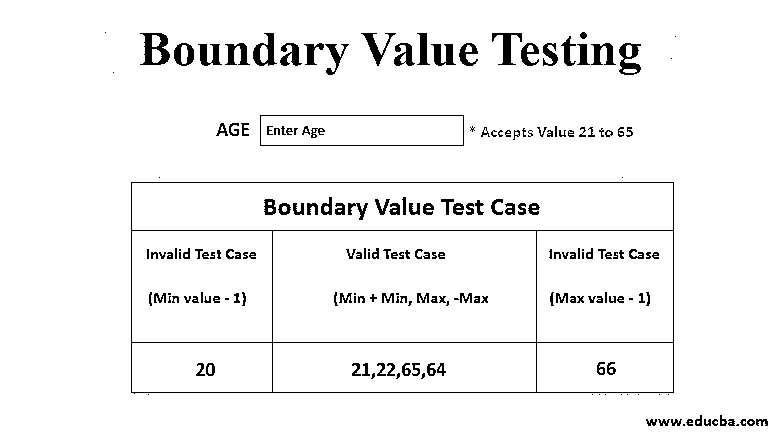 Boundary Value Testing
AGE Enter Age * Accepts Value 21 to 65
Boundary Value Test Case
Invalid Test Case Valid Test Case Invalid Test Case
(Min value - 1) (Min + Min, Max, -Max (Max value - 1)
20 21,22,65,64 66
www.educba.com